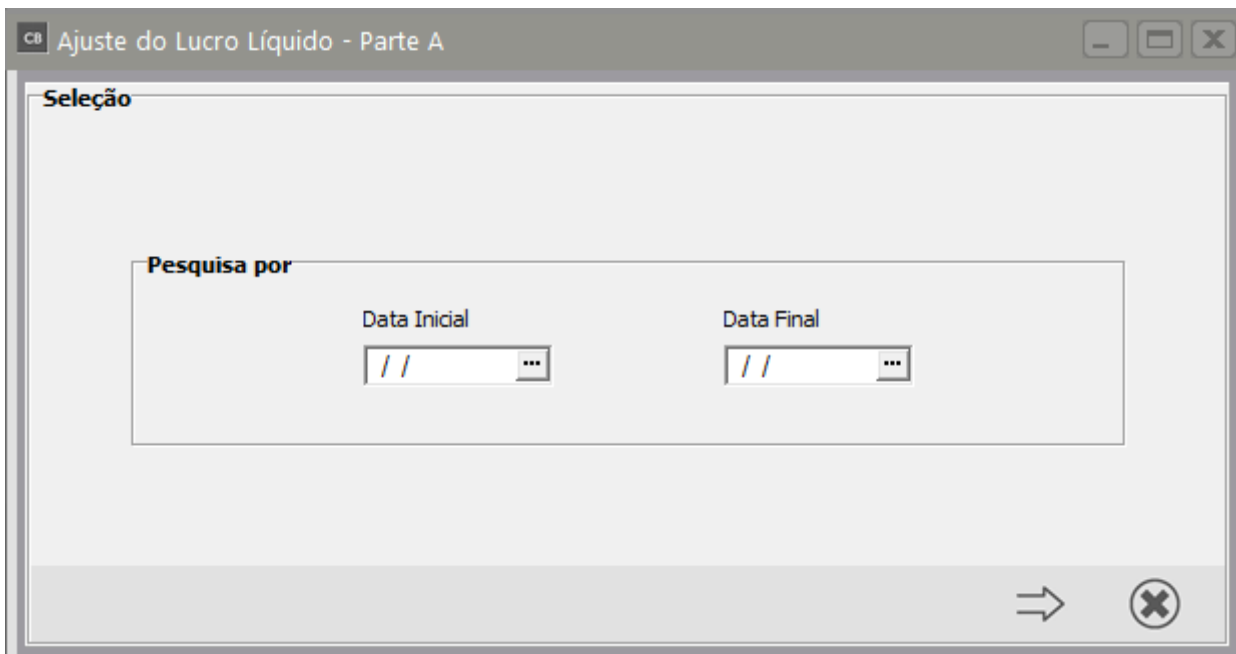 CB Ajuste do Lucro Líquido - Parte A
Seleção
Pesquisa por
Data Inicial Data Final
/ / ... / / ...